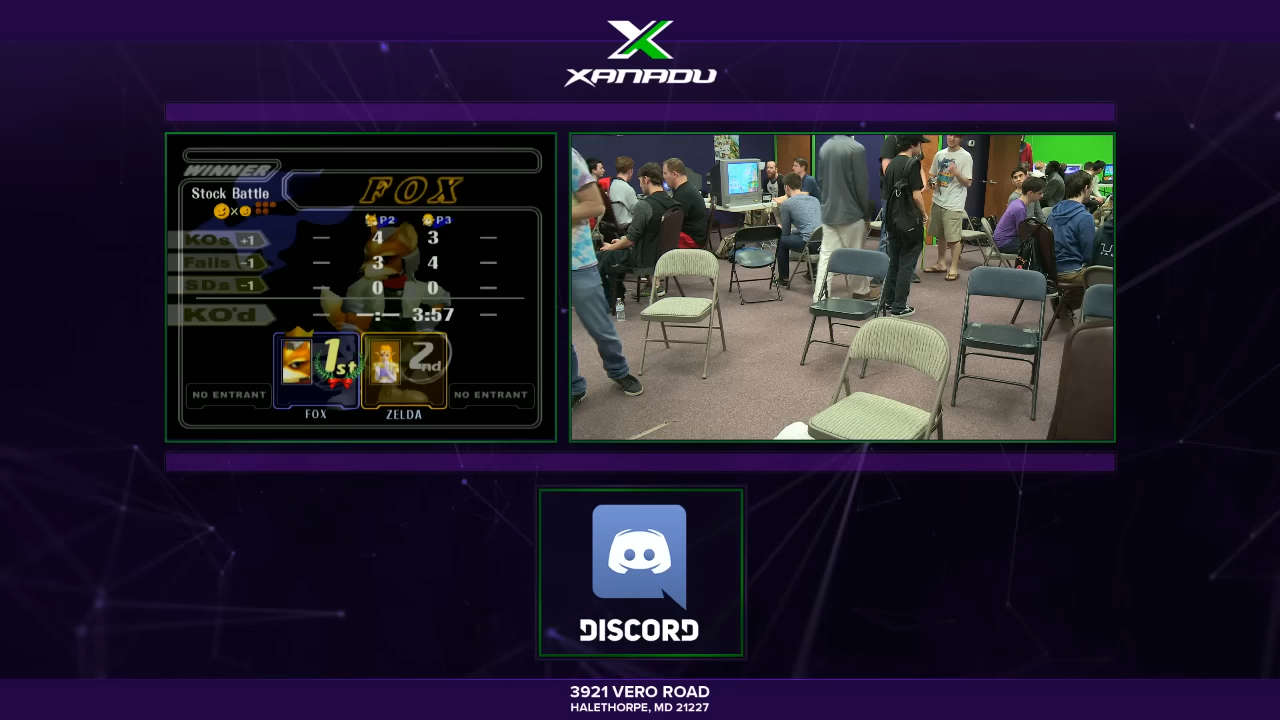 XANADU
WINNER
Stock Battle
FOX
P2 P3
KOs +1 — 4 3 —
Falls -1 — 3 4 —
SDs -1 — 0 0 —
KO'd — —:— 3:57 —
1st 2nd
NO ENTRANT NO ENTRANT
FOX ZELDA
DISCORD
3921 VERO ROAD
HALETHORPE, MD 21227